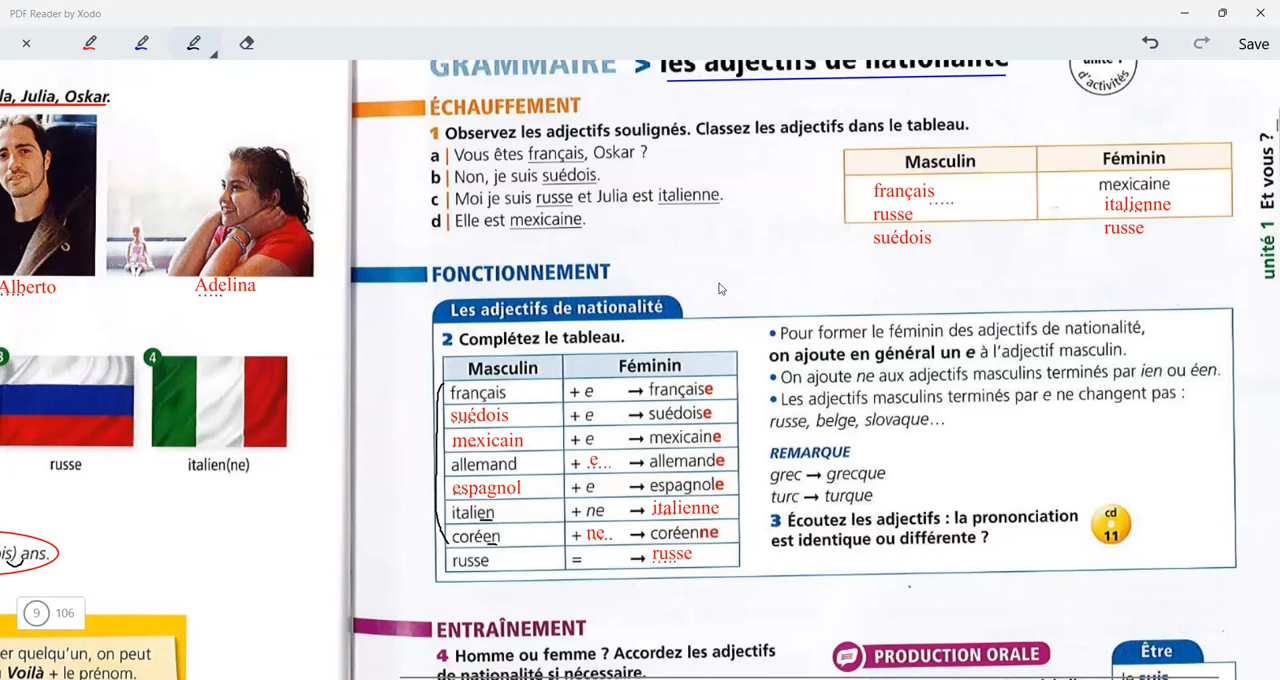 PDF Reader by Xodo
Save
la, Julia, Oskar.
Alberto
Adelina
3
4
russe
italien(ne)
is) ans.
9 106
er quelqu'un, on peut
Voilà + le prénom.
GRAMMAIRE > les adjectifs de nationalité
unité 1
d'activités
ÉCHAUFFEMENT
1 Observez les adjectifs soulignés. Classez les adjectifs dans le tableau.
a | Vous êtes français, Oskar ?
b | Non, je suis suédois.
c | Moi je suis russe et Julia est italienne.
d | Elle est mexicaine.
Masculin Féminin
français mexicaine
..... italienne
russe russe
suédois
unité 1 Et vous ?
FONCTIONNEMENT
Les adjectifs de nationalité
2 Complétez le tableau.
Masculin Féminin
français + e → française
suédois + e → suédoise
mexicain + e → mexicaine
allemand + e.... → allemande
espagnol + e → espagnole
italien + ne → italienne
coréen + ne.. → coréenne
russe = → russe
• Pour former le féminin des adjectifs de nationalité,
on ajoute en général un e à l'adjectif masculin.
• On ajoute ne aux adjectifs masculins terminés par ien ou éen.
• Les adjectifs masculins terminés par e ne changent pas :
russe, belge, slovaque...
REMARQUE
grec → grecque
turc → turque
3 Écoutez les adjectifs : la prononciation
est identique ou différente ?
cd
11
ENTRAÎNEMENT
4 Homme ou femme ? Accordez les adjectifs
de nationalité si nécessaire.
PRODUCTION ORALE
Être
je suis